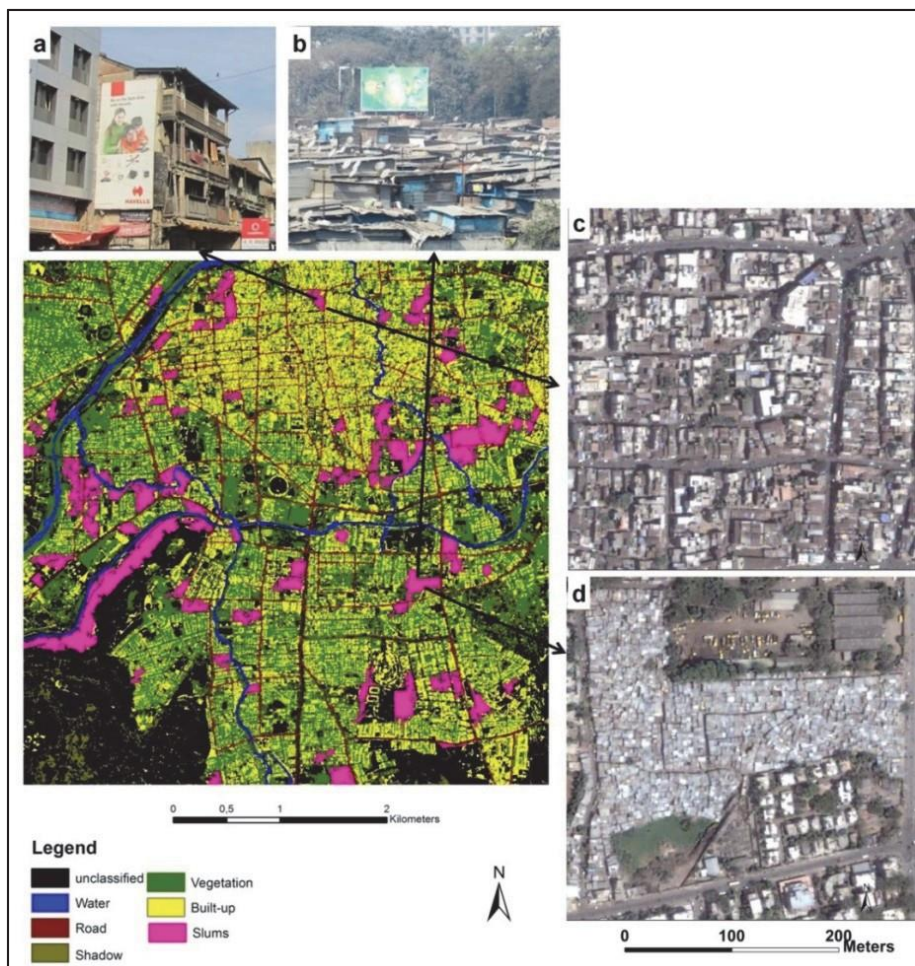 a
b
HAVELLS
c
d
0 0,5 1 2
Kilometers
Legend
unclassified
Water
Road
Shadow
Vegetation
Built-up
Slums
N
0 100 200
Meters